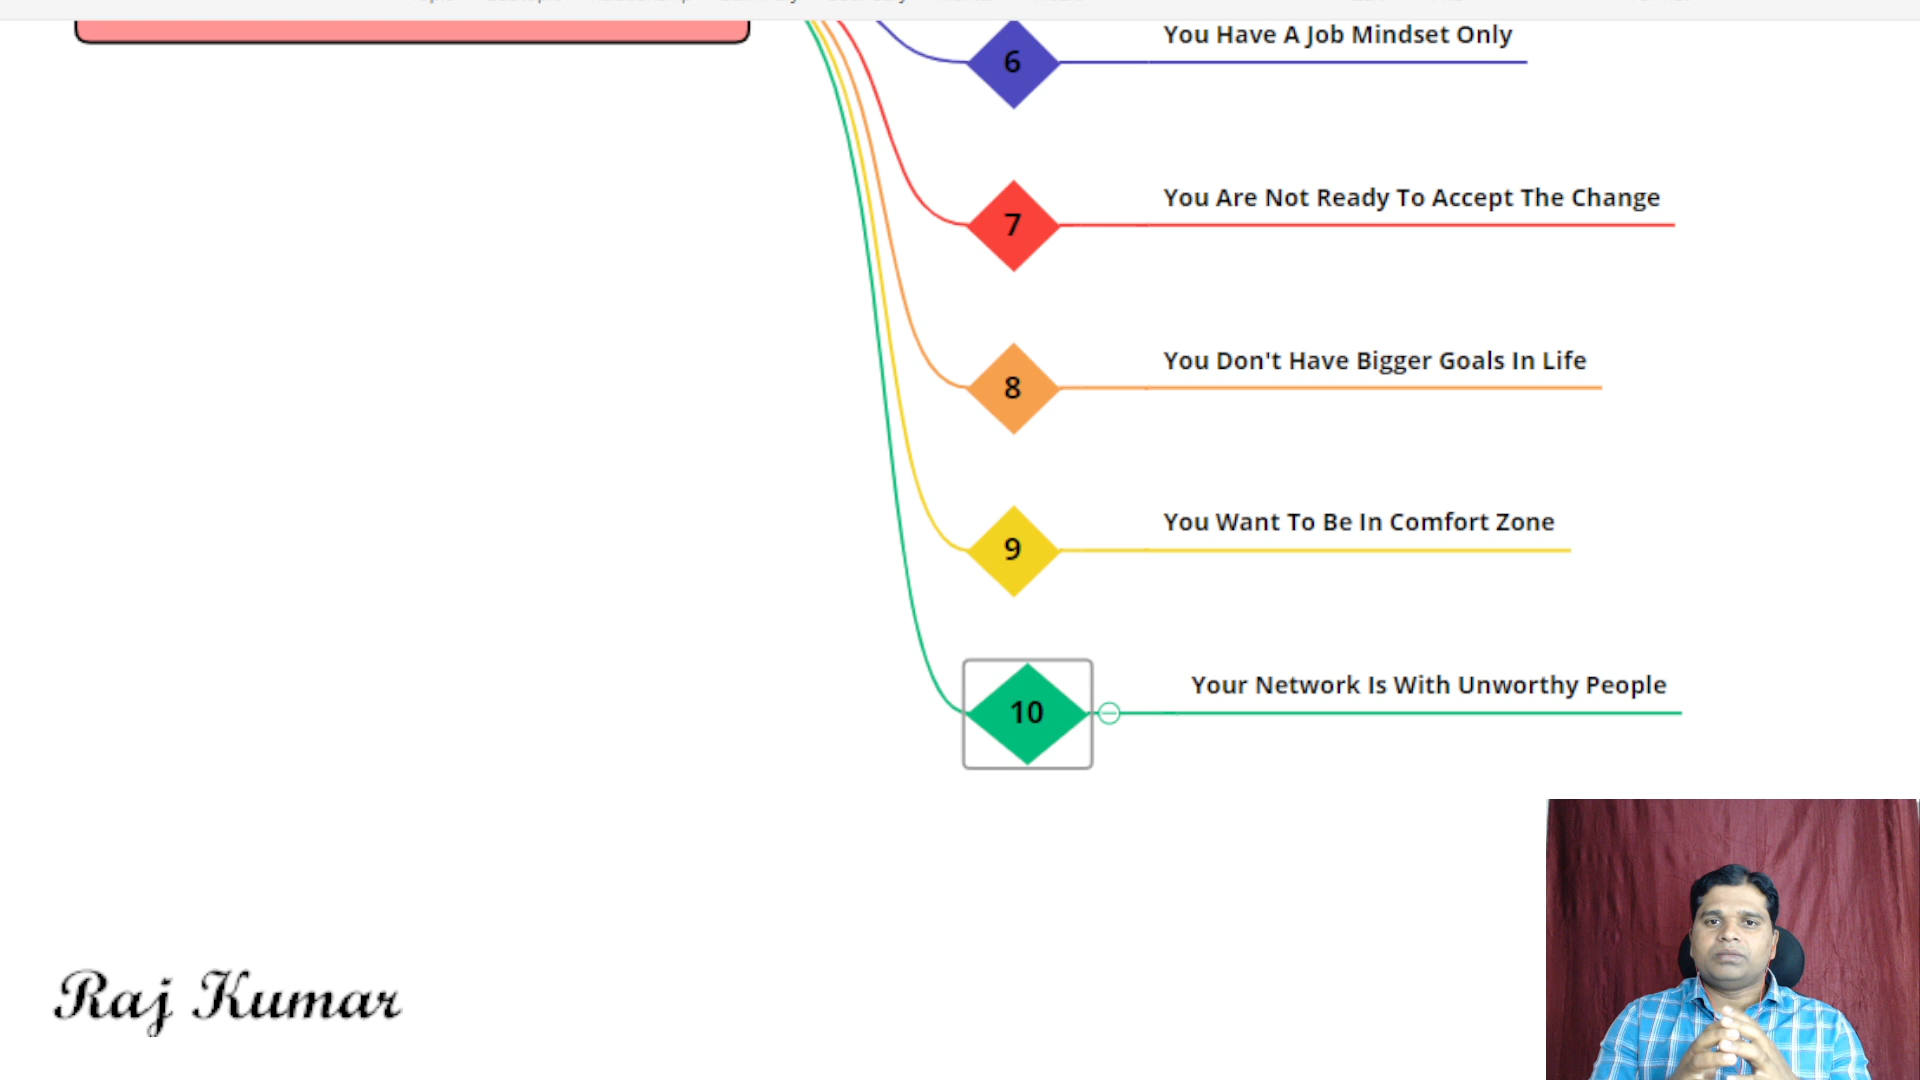 6
You Have A Job Mindset Only
7
You Are Not Ready To Accept The Change
8
You Don't Have Bigger Goals In Life
9
You Want To Be In Comfort Zone
10
Your Network Is With Unworthy People
Raj Kumar